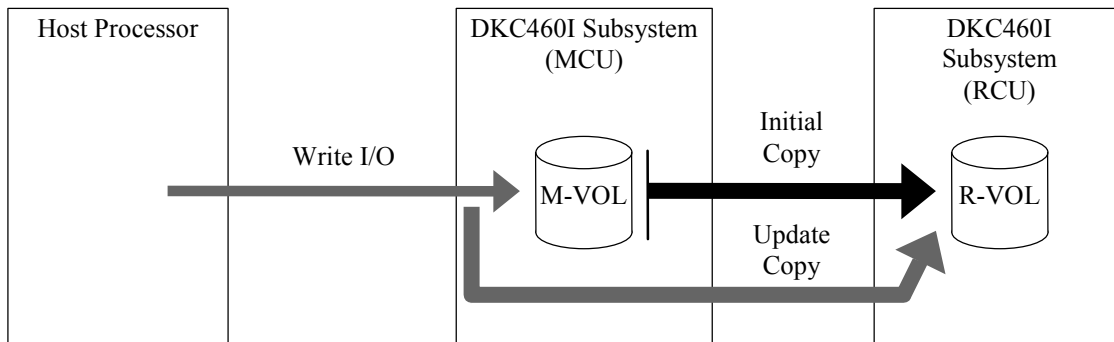 Host Processor
DKC460I Subsystem
(MCU)
DKC460I
Subsystem
(RCU)
Write I/O
Initial
Copy
M-VOL
R-VOL
Update
Copy